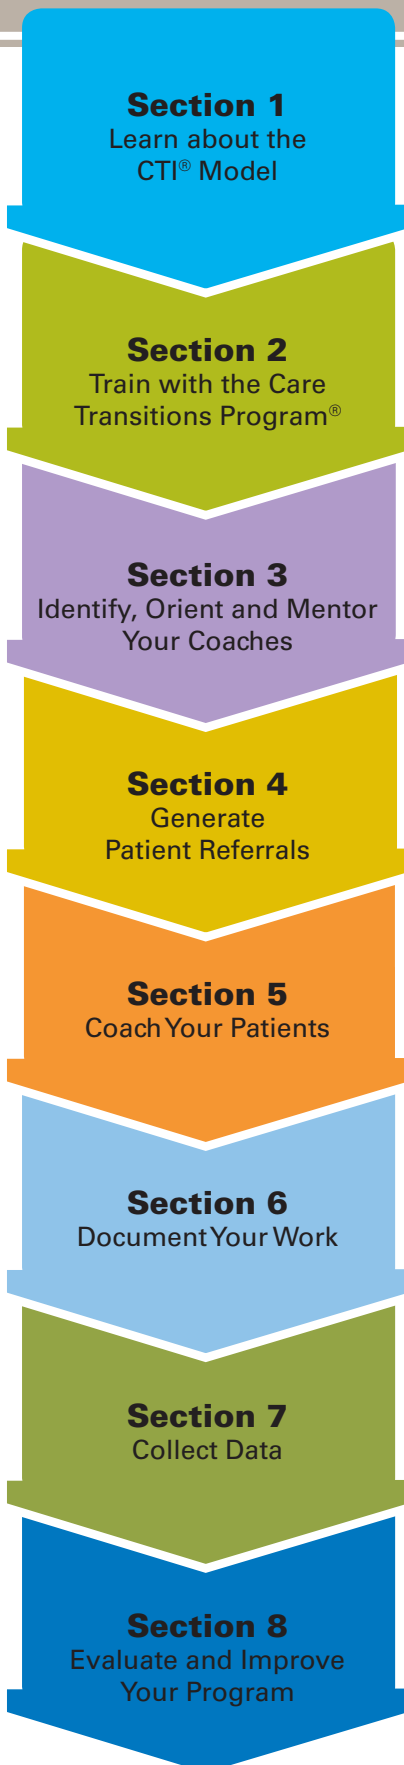 Section 1
Learn about the
CTI® Model
Section 2
Train with the Care
Transitions Program®
Section 3
Identify, Orient and Mentor
Your Coaches
Section 4
Generate
Patient Referrals
Section 5
Coach Your Patients
Section 6
Document Your Work
Section 7
Collect Data
Section 8
Evaluate and Improve
Your Program